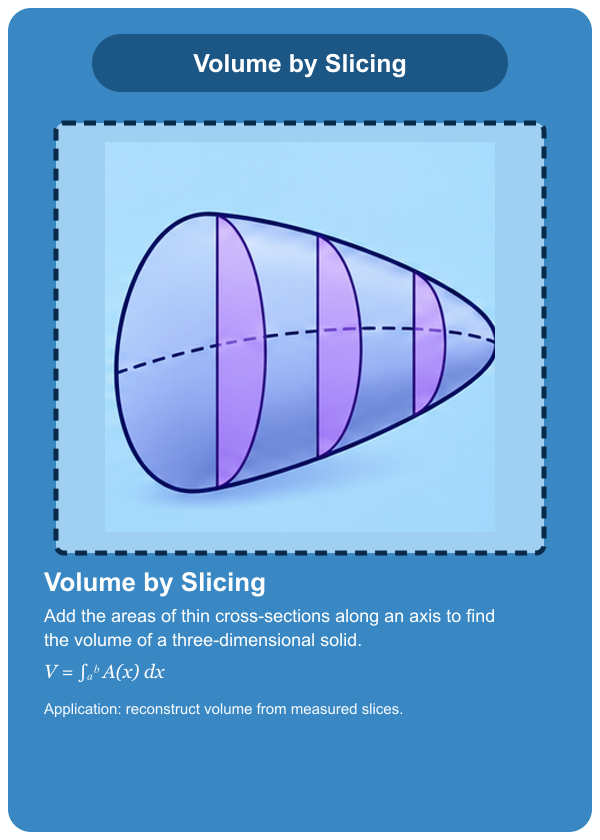 Volume by Slicing
Volume by Slicing
Add the areas of thin cross-sections along an axis to find
the volume of a three-dimensional solid.
V = ∫ₐᵇ A(x) dx
Application: reconstruct volume from measured slices.